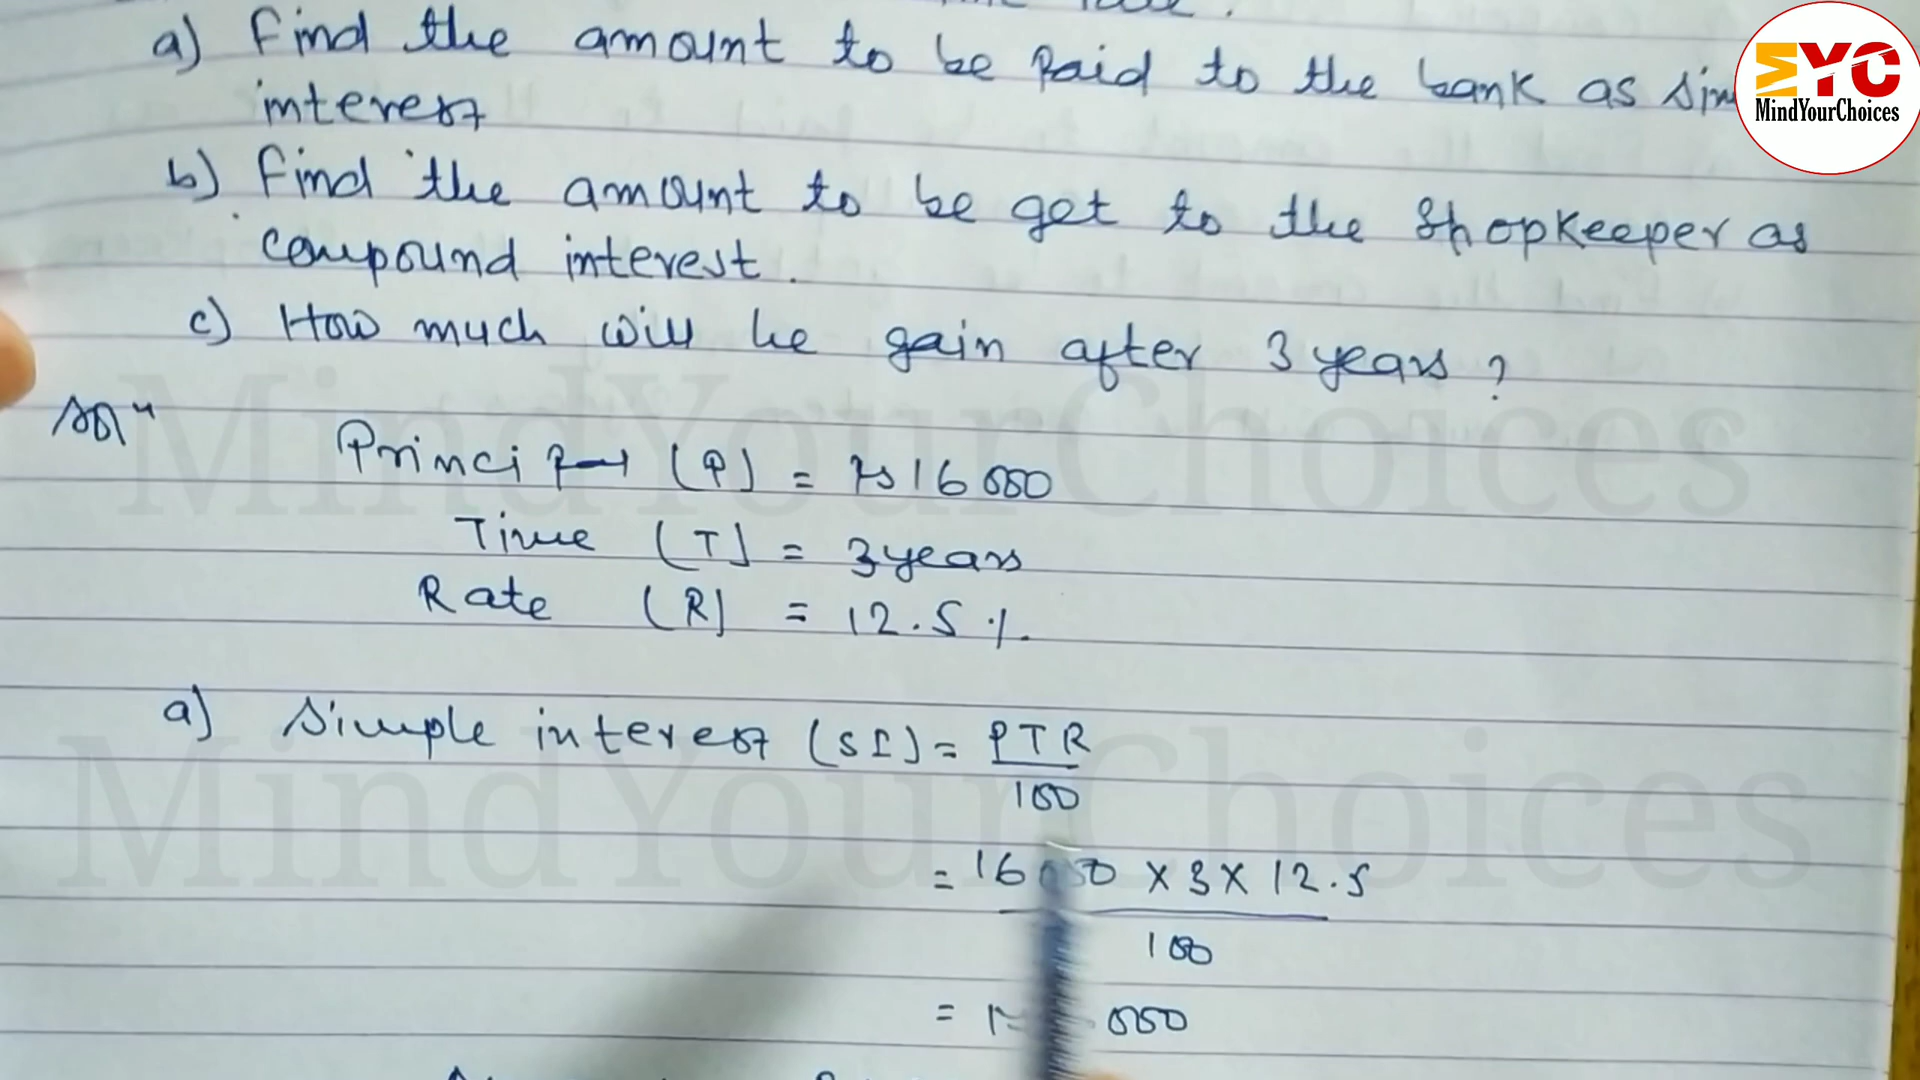 a) Find the amount to be paid to the bank as
interest
b) Find the amount to be get to the Shopkeeper as
compound interest.
c) How much will he gain after 3 years?
Soln
Principal (P) = Rs 16000
Time (T) = 3 years
Rate (R) = 12.5 %.
a) Simple interest (SI) = PTR
100
= 16000 × 3 × 12.5
100
MYC
MindYourChoices
MindYourChoices
MindYourChoices